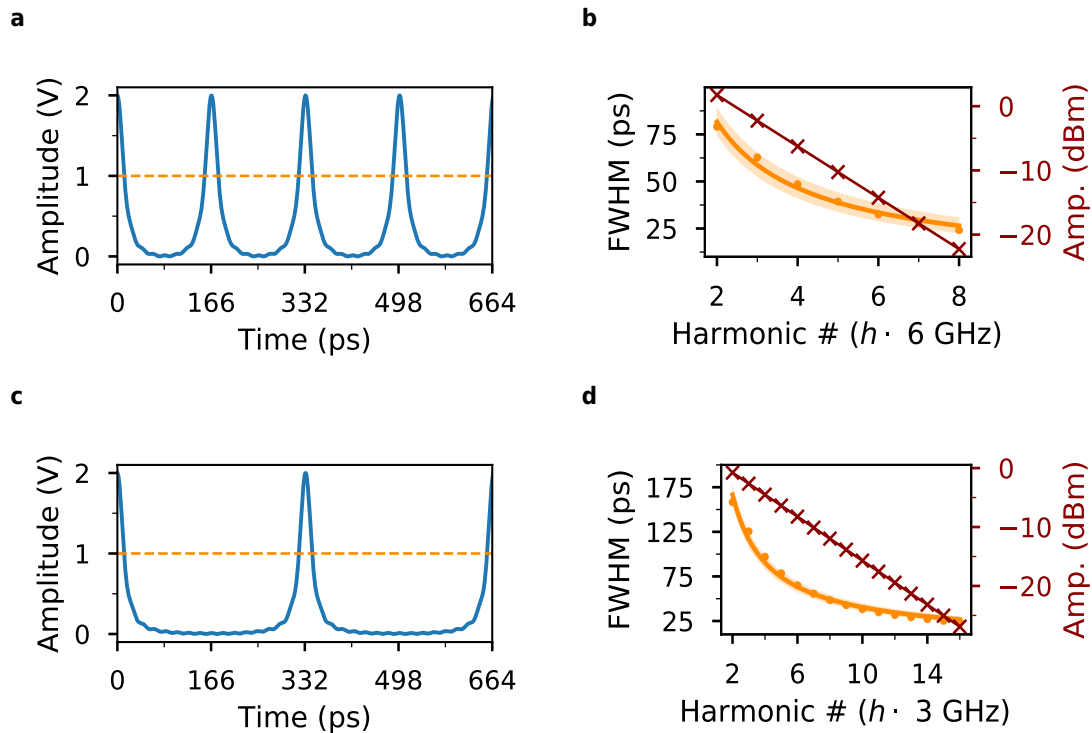 a
Amplitude (V)
2
1
0
0 166 332 498 664
Time (ps)
b
FWHM (ps)
75
50
25
0
−10
−20
Amp. (dBm)
2 4 6 8
Harmonic # (h · 6 GHz)
c
Amplitude (V)
2
1
0
0 166 332 498 664
Time (ps)
d
FWHM (ps)
175
125
75
25
0
−10
−20
Amp. (dBm)
2 6 10 14
Harmonic # (h · 3 GHz)